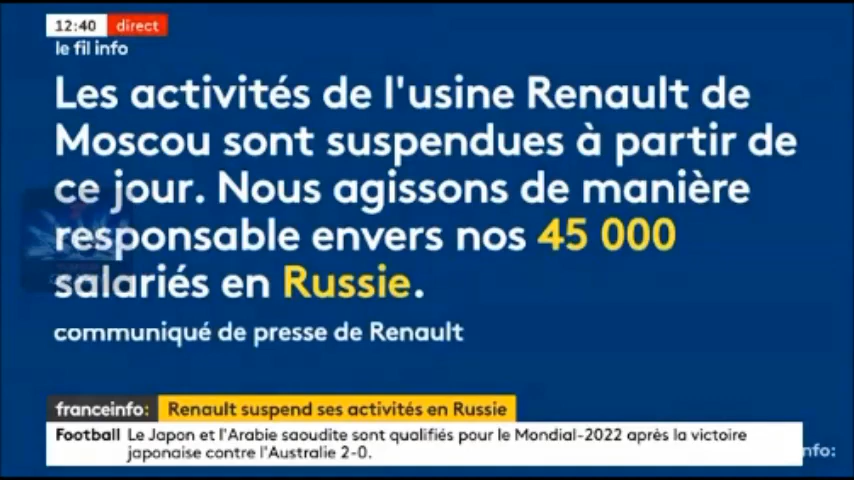 12:40 direct
le fil info
Les activités de l'usine Renault de
Moscou sont suspendues à partir de
ce jour. Nous agissons de manière
responsable envers nos 45 000
salariés en Russie.
communiqué de presse de Renault
franceinfo: Renault suspend ses activités en Russie
Football Le Japon et l'Arabie saoudite sont qualifiés pour le Mondial-2022 après la victoire
japonaise contre l'Australie 2-0.
nfo: